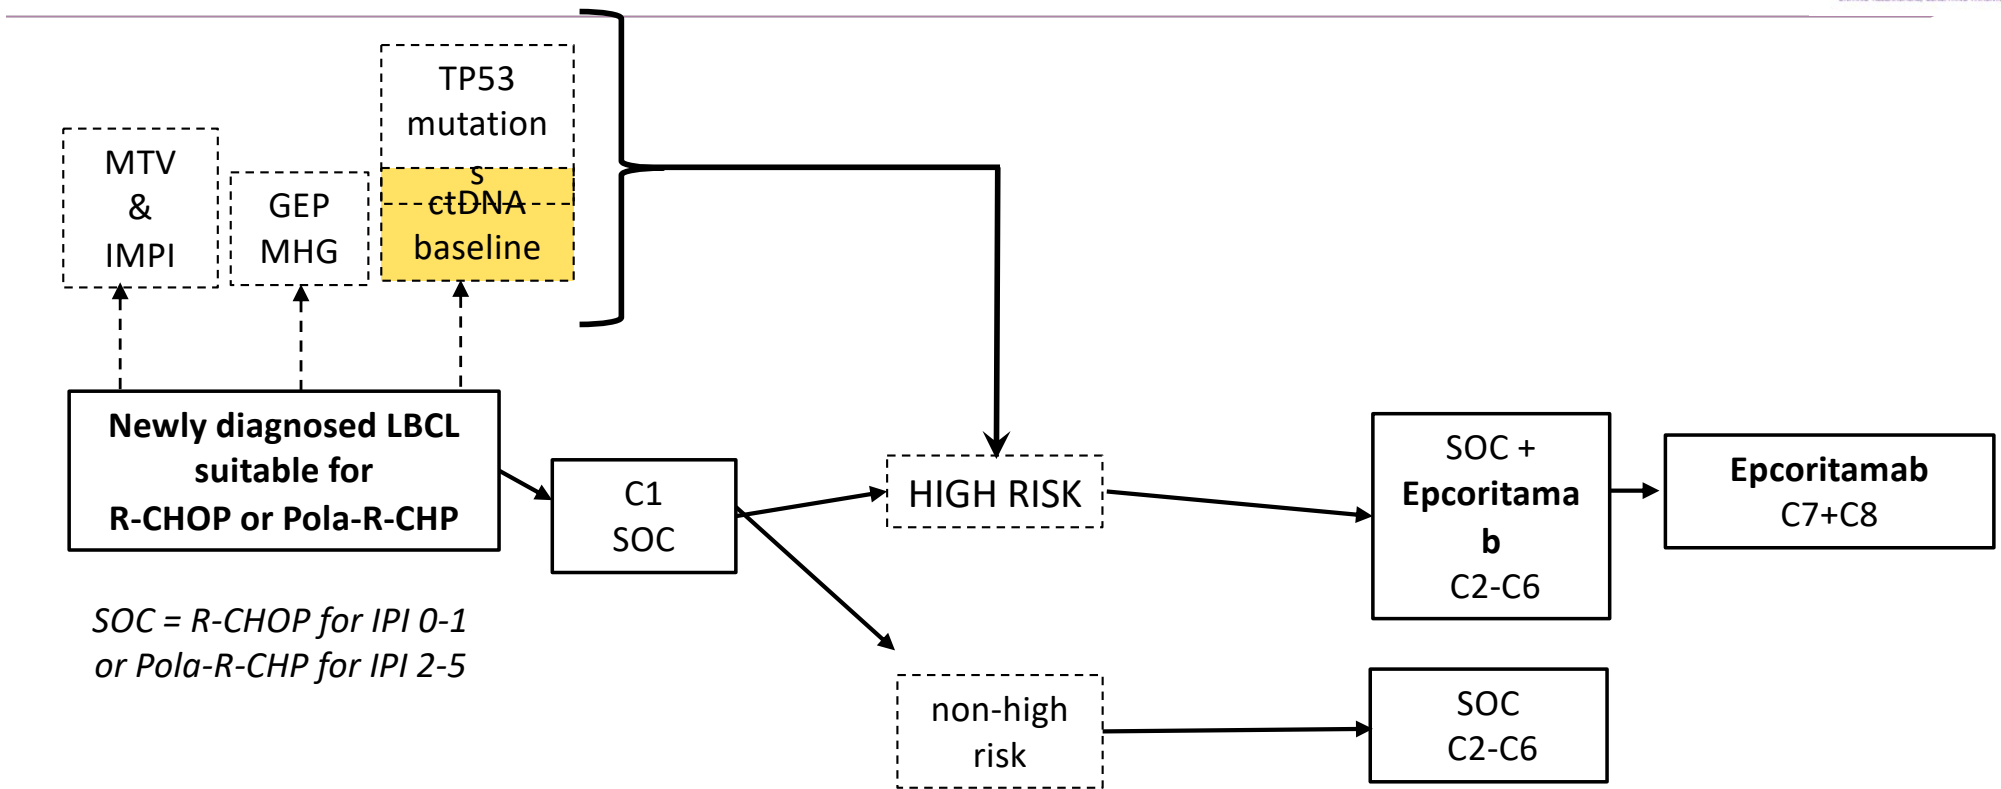 TP53
mutation
s
MTV
&
IMPI
GEP
MHG
ctDNA
baseline
Newly diagnosed LBCL
suitable for
R-CHOP or Pola-R-CHP
C1
SOC
HIGH RISK
SOC +
Epcoritama
b
C2-C6
Epcoritamab
C7+C8
SOC = R-CHOP for IPI 0-1
or Pola-R-CHP for IPI 2-5
non-high
risk
SOC
C2-C6